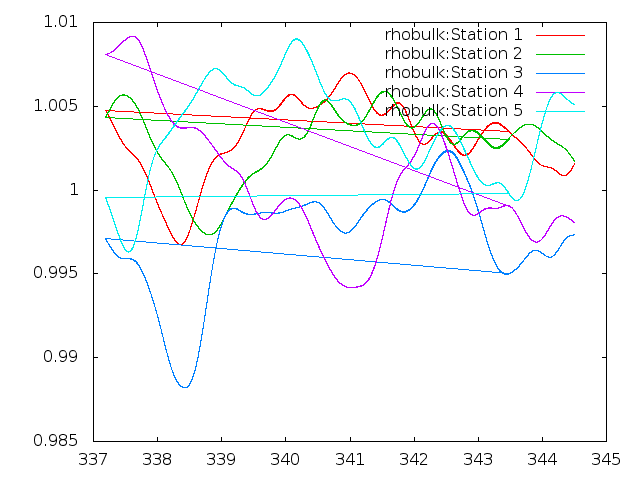 1.01
1.005
1
0.995
0.99
0.985
337 338 339 340 341 342 343 344 345
rhobulk:Station 1
rhobulk:Station 2
rhobulk:Station 3
rhobulk:Station 4
rhobulk:Station 5